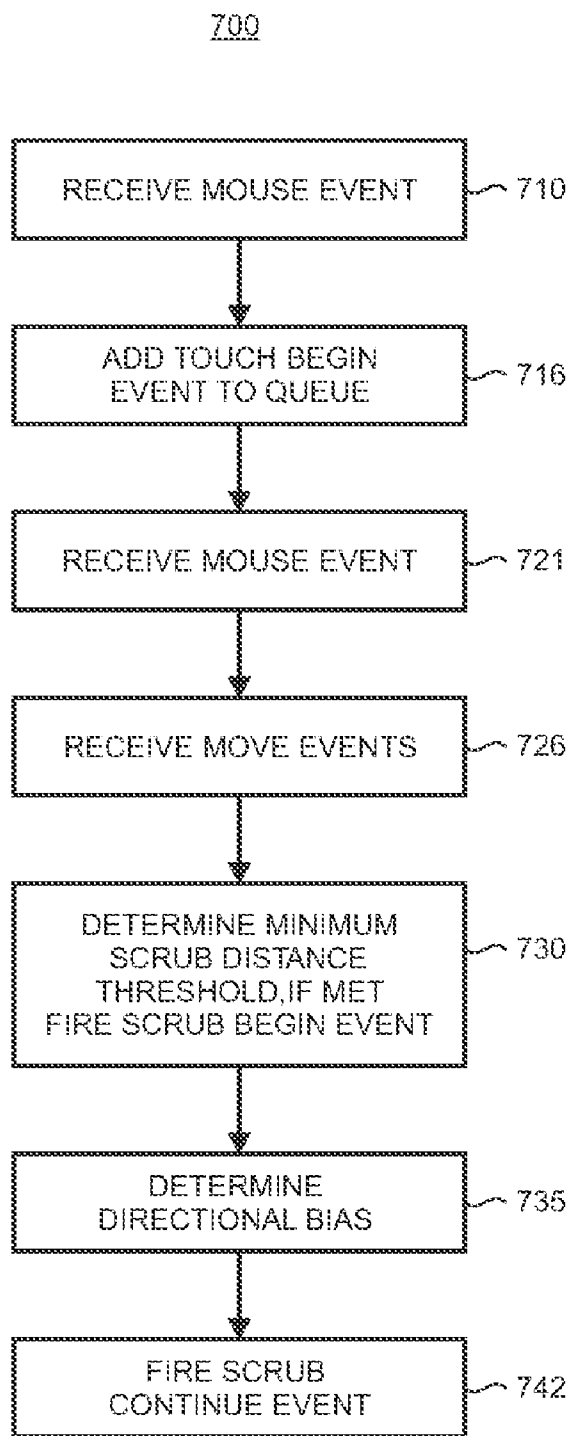 700
RECEIVE MOUSE EVENT
710
ADD TOUCH BEGIN
EVENT TO QUEUE
716
RECEIVE MOUSE EVENT
721
RECEIVE MOVE EVENTS
726
DETERMINE MINIMUM
SCRUB DISTANCE
THRESHOLD,IF MET
FIRE SCRUB BEGIN EVENT
730
DETERMINE
DIRECTIONAL BIAS
735
FIRE SCRUB
CONTINUE EVENT
742